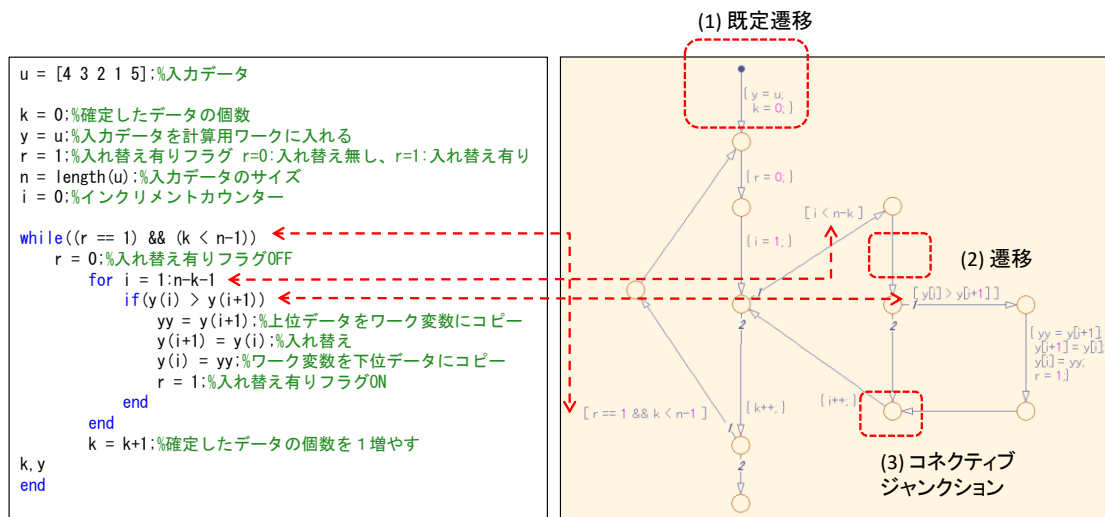 (1) 既定遷移
u = [4 3 2 1 5];%入力データ
k = 0;%確定したデータの個数
y = u;%入力データを計算用ワークに入れる
r = 1;%入れ替え有りフラグ r=0:入れ替え無し、r=1:入れ替え有り
n = length(u);%入力データのサイズ
i = 0;%インクリメントカウンター
while((r == 1) && (k < n-1))
r = 0;%入れ替え有りフラグOFF
for i = 1:n-k-1
if(y(i) > y(i+1))
yy = y(i+1);%上位データをワーク変数にコピー
y(i+1) = y(i);%入れ替え
y(i) = yy;%ワーク変数を下位データにコピー
r = 1;%入れ替え有りフラグON
end
end
k = k+1;%確定したデータの個数を1増やす
k,y
end
{ y = u;
k = 0; }
{ r = 0; }
[ i < n-k ]
{ i = 1; }
(2) 遷移
1
[ y[i] > y[i+1] ]
1
2
2
{ yy = y[i+1];
y[i+1] = y[i];
y[i] = yy;
r = 1;}
{ i++; }
{ k++; }
[ r == 1 && k < n-1 ]
1
2
(3) コネクティブ
ジャンクション